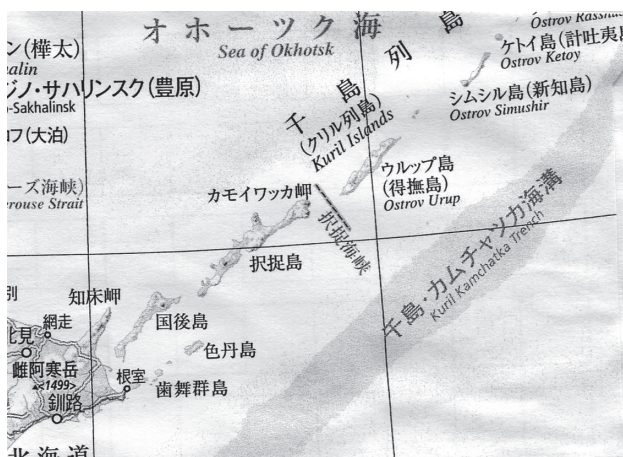 オホーツク海
Sea of Okhotsk
千島列島
(クリル列島)
Kuril Islands
ケトイ島(計吐夷島)
Ostrov Ketoy
シムシル島(新知島)
Ostrov Simushir
ウルップ島
(得撫島)
Ostrov Urup
ン(樺太)
alin
ジノ・サハリンスク(豊原)
o-Sakhalinsk
コフ(大泊)
ーズ海峡)
erouse Strait
カモイワッカ岬
択捉海峡
択捉島
千島・カムチャッカ海溝
Kuril Kamchatka Trench
知床岬
国後島
網走
北見
色丹島
雌阿寒岳
▲<1499>
根室
歯舞群島
釧路
北海道